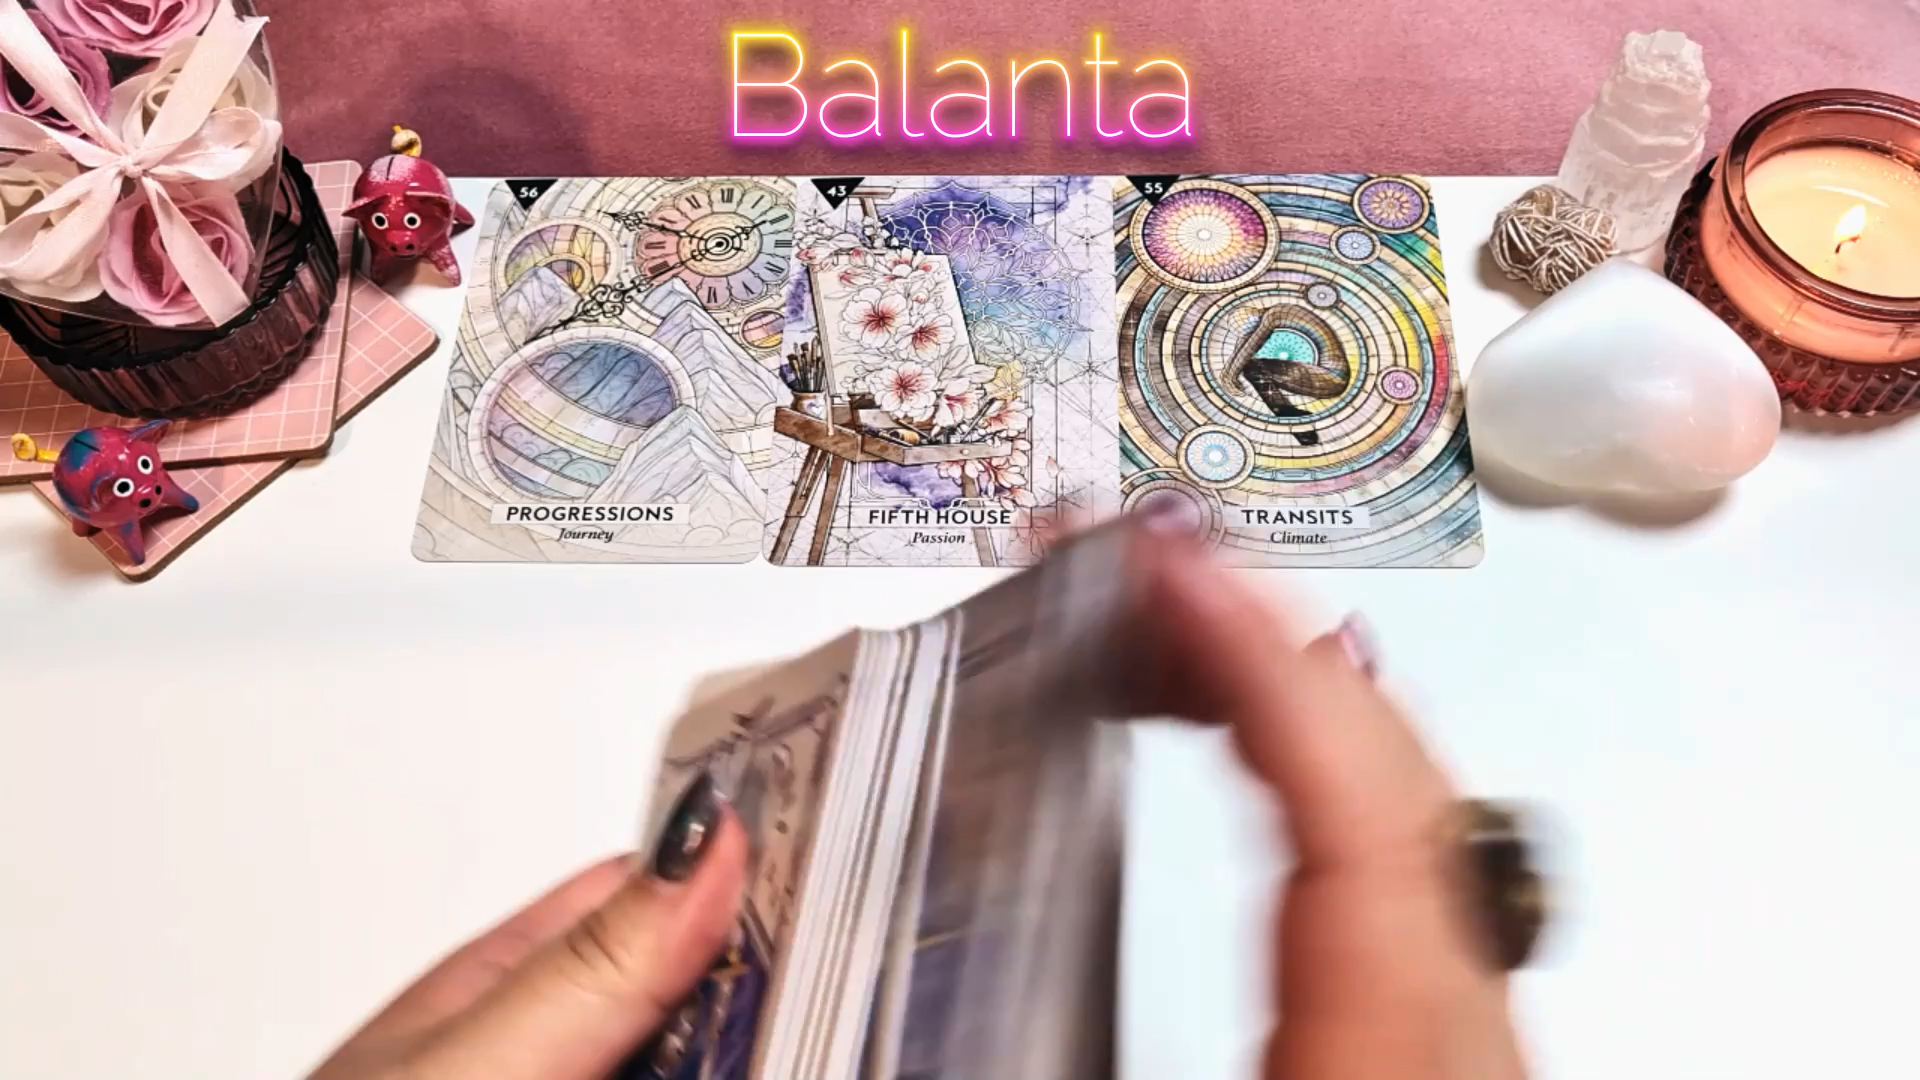 Balanta
56
43
55
PROGRESSIONS
Journey
FIFTH HOUSE
Passion
TRANSITS
Climate